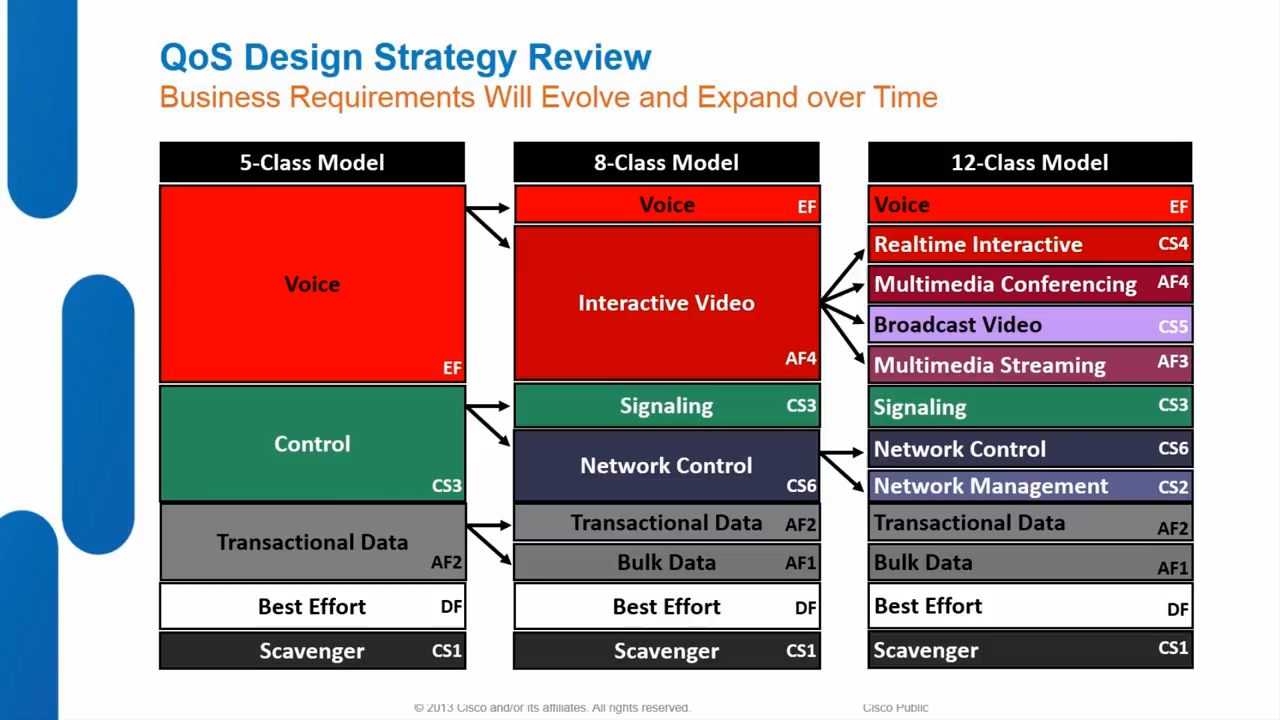 QoS Design Strategy Review
Business Requirements Will Evolve and Expand over Time
5-Class Model
Voice
EF
Control
CS3
Transactional Data
AF2
Best Effort DF
Scavenger CS1
8-Class Model
Voice EF
Interactive Video
AF4
Signaling CS3
Network Control
CS6
Transactional Data AF2
Bulk Data AF1
Best Effort DF
Scavenger CS1
12-Class Model
Voice EF
Realtime Interactive CS4
Multimedia Conferencing AF4
Broadcast Video CS5
Multimedia Streaming AF3
Signaling CS3
Network Control CS6
Network Management CS2
Transactional Data AF2
Bulk Data AF1
Best Effort DF
Scavenger CS1
© 2013 Cisco and/or its affiliates. All rights reserved. Cisco Public